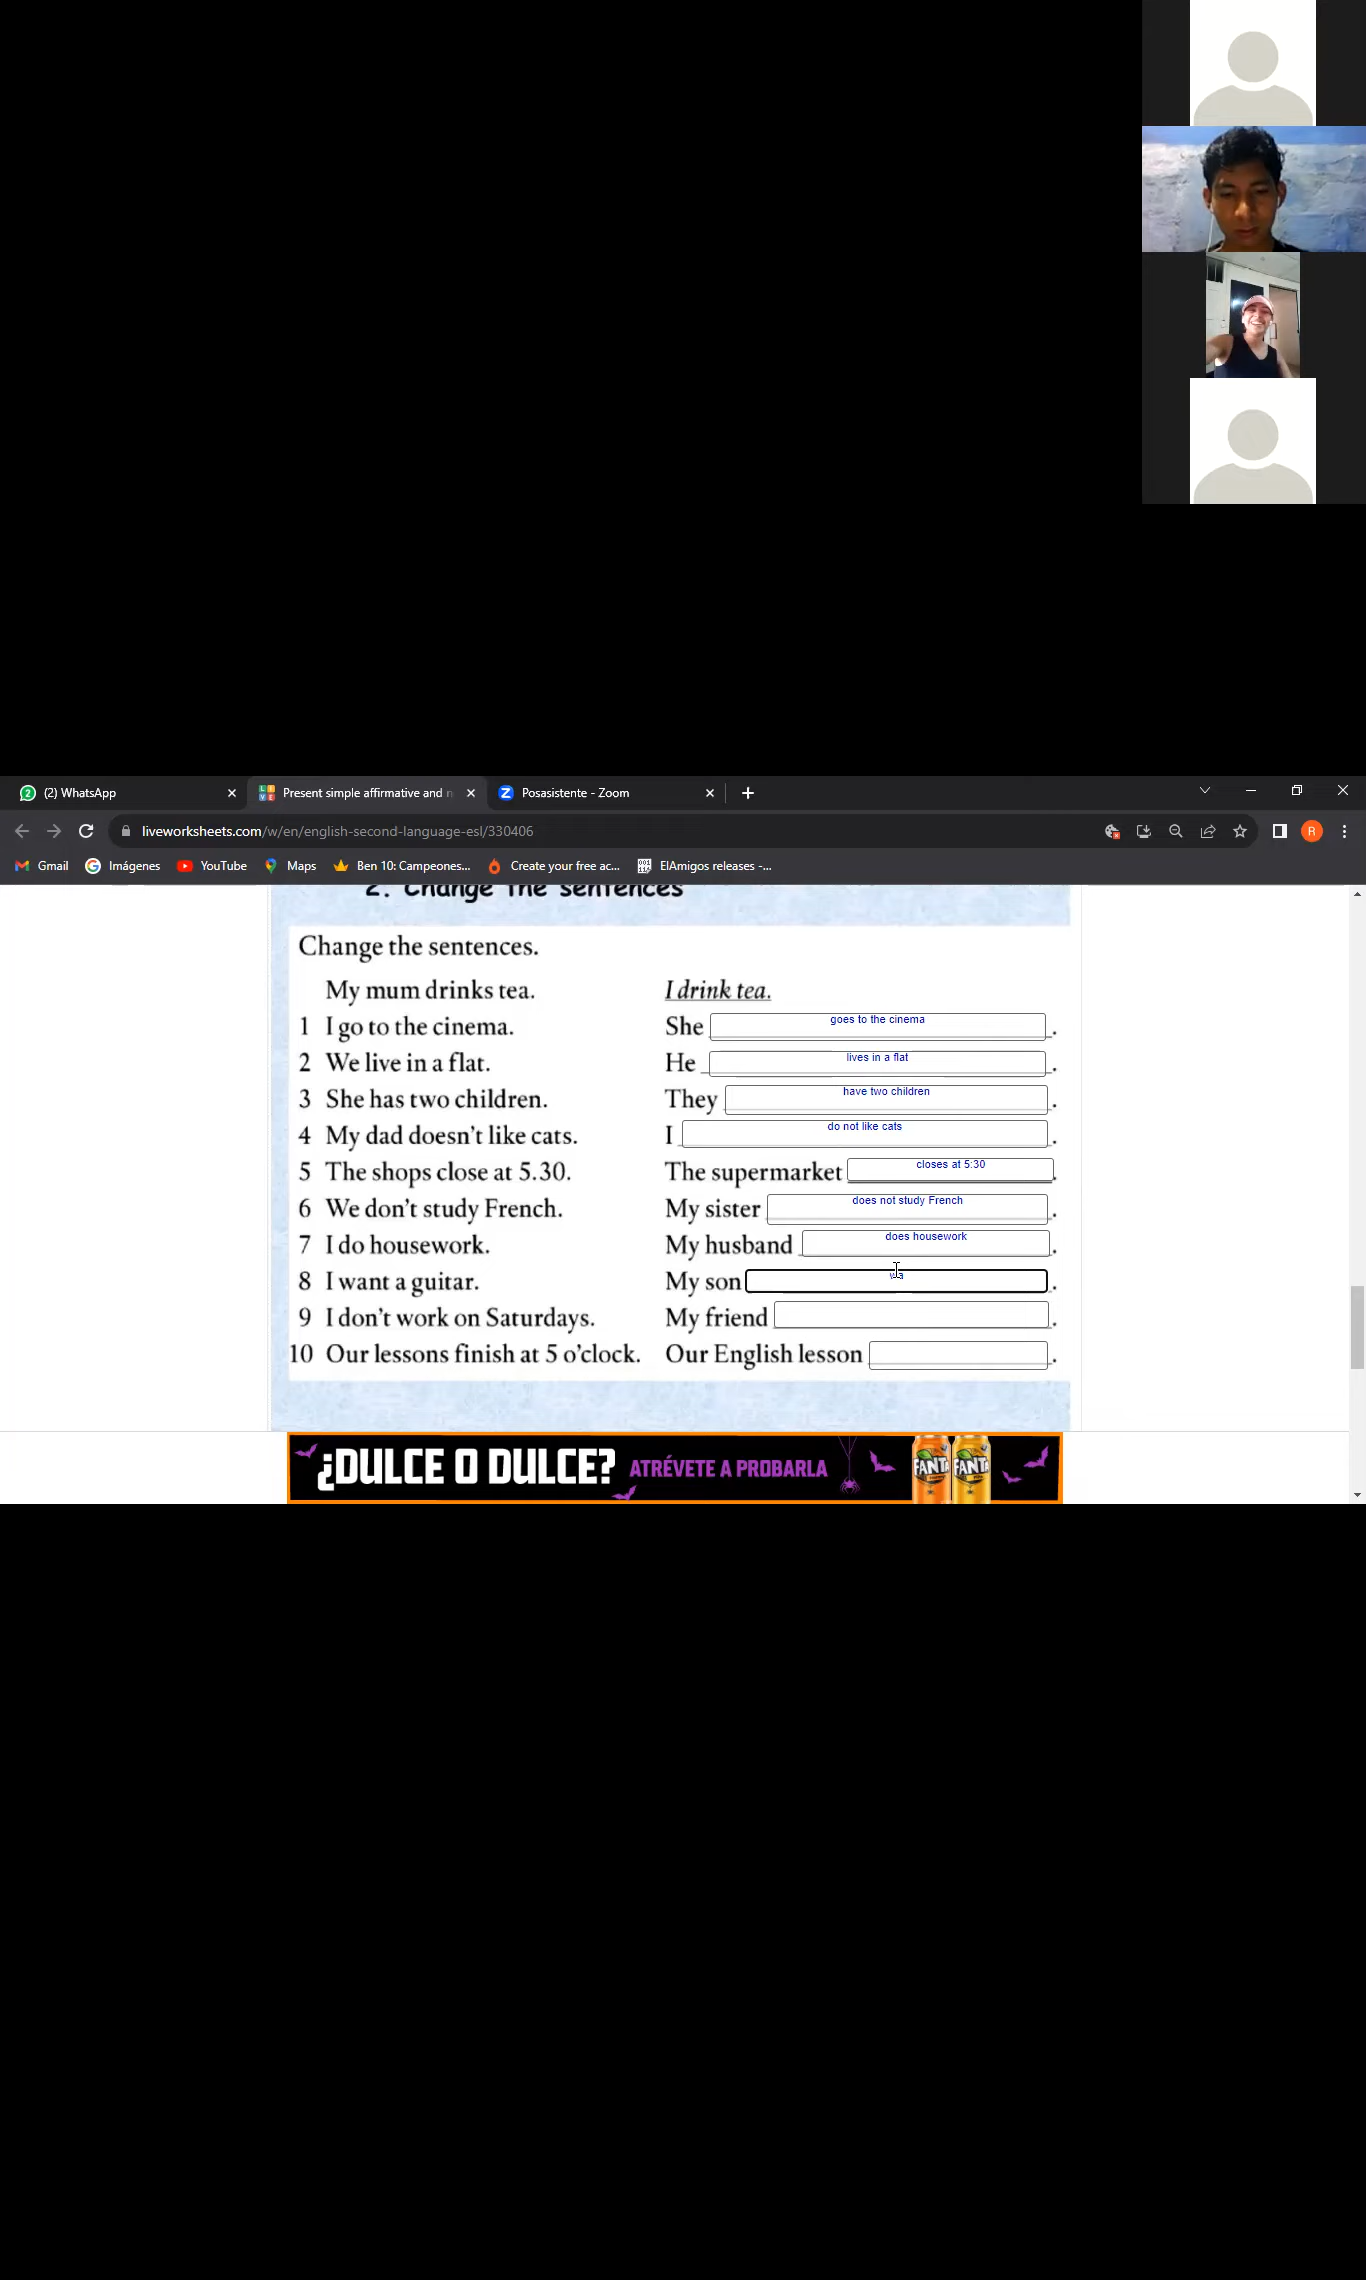 (2) WhatsApp
Present simple affirmative and n
Posasistente - Zoom
liveworksheets.com/w/en/english-second-language-esl/330406
R
Gmail
Imágenes
YouTube
Maps
Ben 10: Campeones...
Create your free ac...
ElAmigos releases -...
2. Change the sentences
Change the sentences.
My mum drinks tea. I drink tea.
1 I go to the cinema. She goes to the cinema.
2 We live in a flat. He lives in a flat.
3 She has two children. They have two children.
4 My dad doesn't like cats. I do not like cats.
5 The shops close at 5.30. The supermarket closes at 5:30.
6 We don't study French. My sister does not study French.
7 I do housework. My husband does housework.
8 I want a guitar. My son wa.
9 I don't work on Saturdays. My friend .
10 Our lessons finish at 5 o'clock. Our English lesson .
¿DULCE O DULCE? ATRÉVETE A PROBARLA
FANTA FANTA